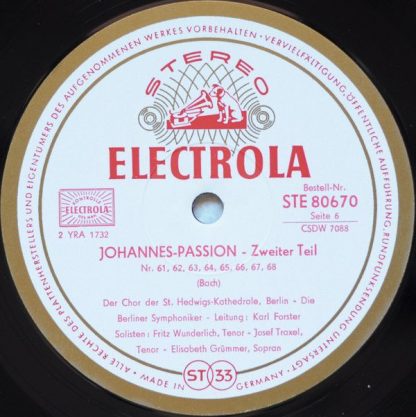 ALLE RECHTE DES PLATTENHERSTELLERS UND EIGENTÜMERS DES AUFGENOMMENEN WERKES VORBEHALTEN · VERVIELFÄLTIGUNG, ÖFFENTLICHE AUFFÜHRUNG, RUNDFUNKSENDUNG UNTERSAGT ·
STEREO
ELECTROLA
KONTROLLE
ELECTROLA
2 YRA 1732
Bestell-Nr.
STE 80670
Seite 6
CSDW 7088
JOHANNES-PASSION - Zweiter Teil
Nr. 61, 62, 63, 64, 65, 66, 67, 68
(Bach)
Der Chor der St. Hedwigs-Kathedrale, Berlin - Die
Berliner Symphoniker - Leitung: Karl Forster
Solisten: Fritz Wunderlich, Tenor - Josef Traxel,
Tenor - Elisabeth Grümmer, Sopran
MADE IN GERMANY
ST 33